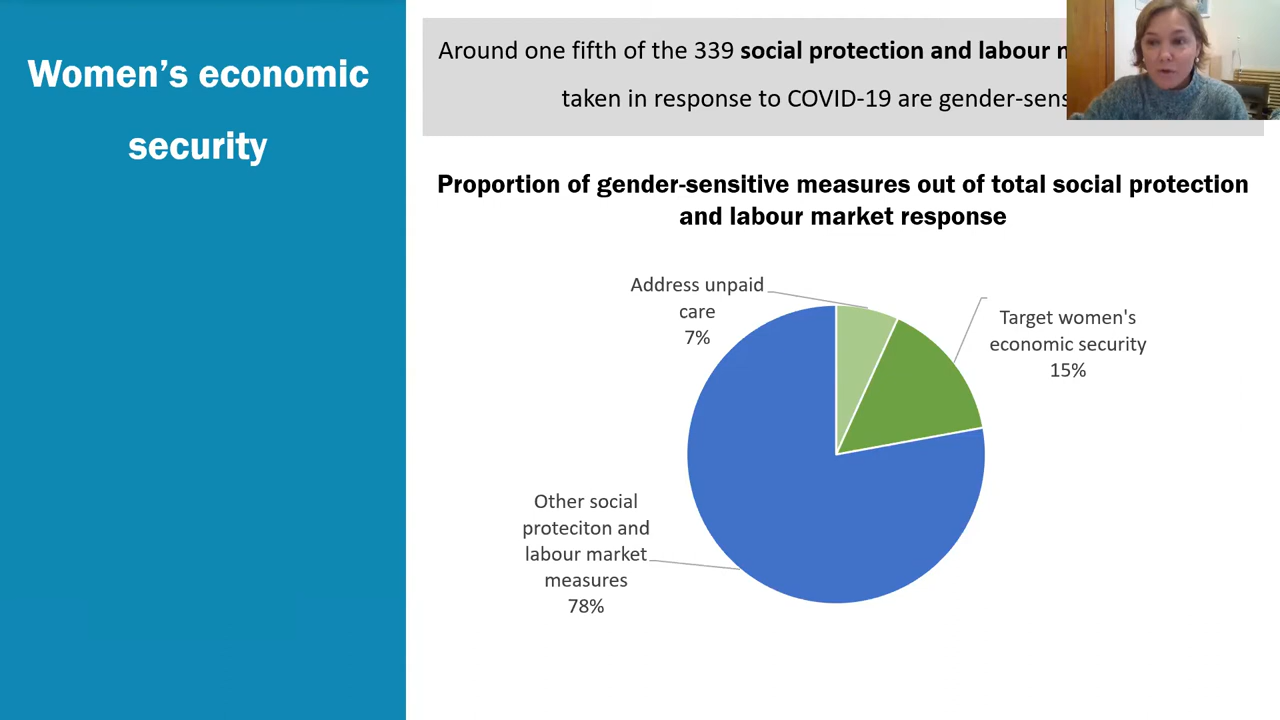 Women’s economic
security
Around one fifth of the 339 social protection and labour
taken in response to COVID-19 are
Proportion of gender-sensitive measures out of total social protection
and labour market response
Address unpaid
care
7%
Target women's
economic security
15%
Other social
proteciton and
labour market
measures
78%